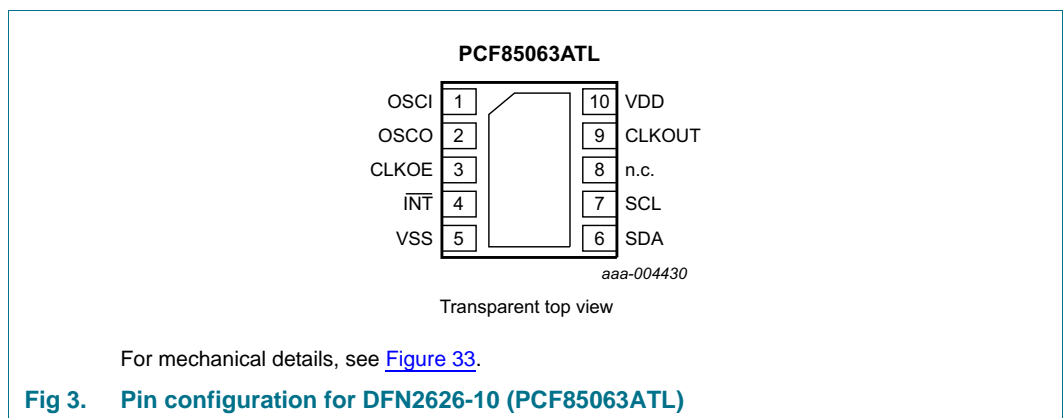 PCF85063ATL
OSCI 1 10 VDD
OSCO 2 9 CLKOUT
CLKOE 3 8 n.c.
INT 4 7 SCL
VSS 5 6 SDA
aaa-004430
Transparent top view
For mechanical details, see Figure 33.
Fig 3. Pin configuration for DFN2626-10 (PCF85063ATL)